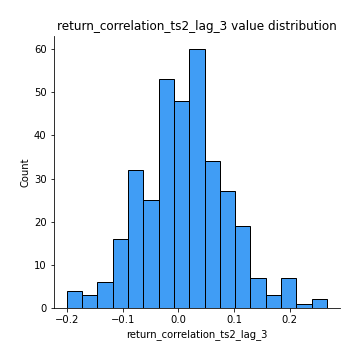 return_correlation_ts2_lag_3 value distribution
Count
60
50
40
30
20
10
0
−0.2 −0.1 0.0 0.1 0.2
return_correlation_ts2_lag_3